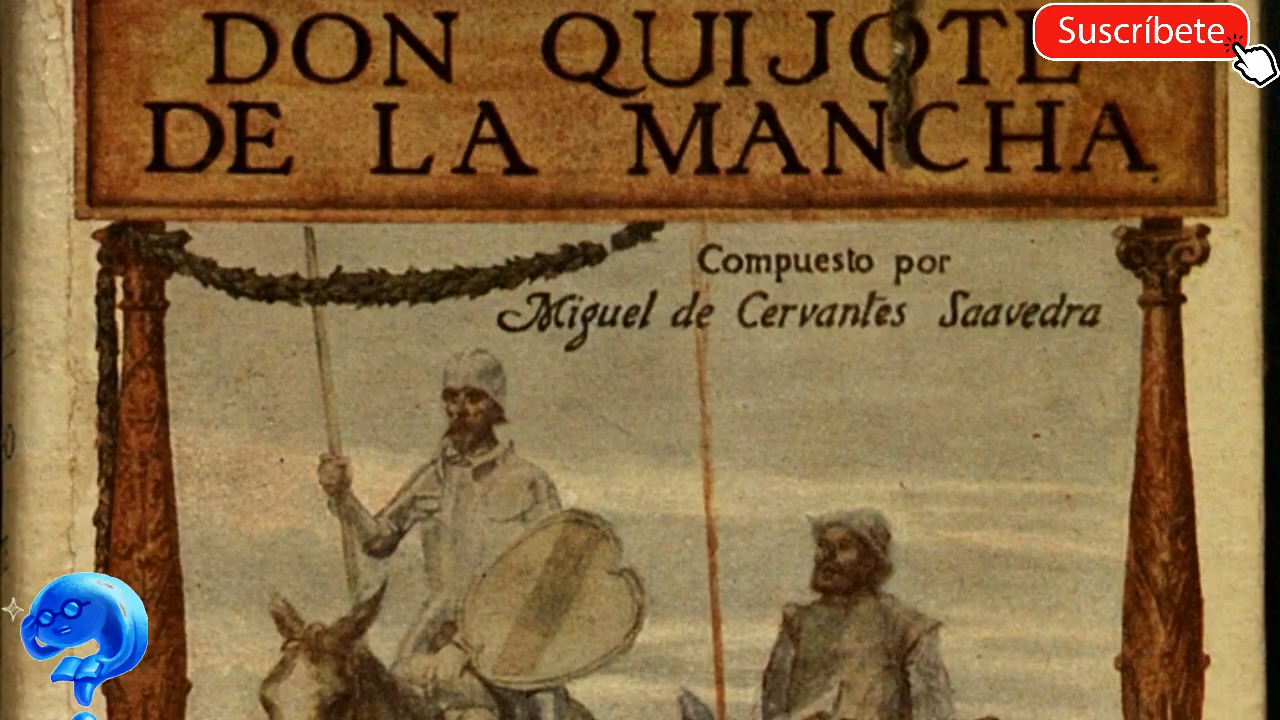 DON QUIJOTE
DE LA MANCHA
Suscríbete
Compuesto por
Miguel de Cervantes Saavedra